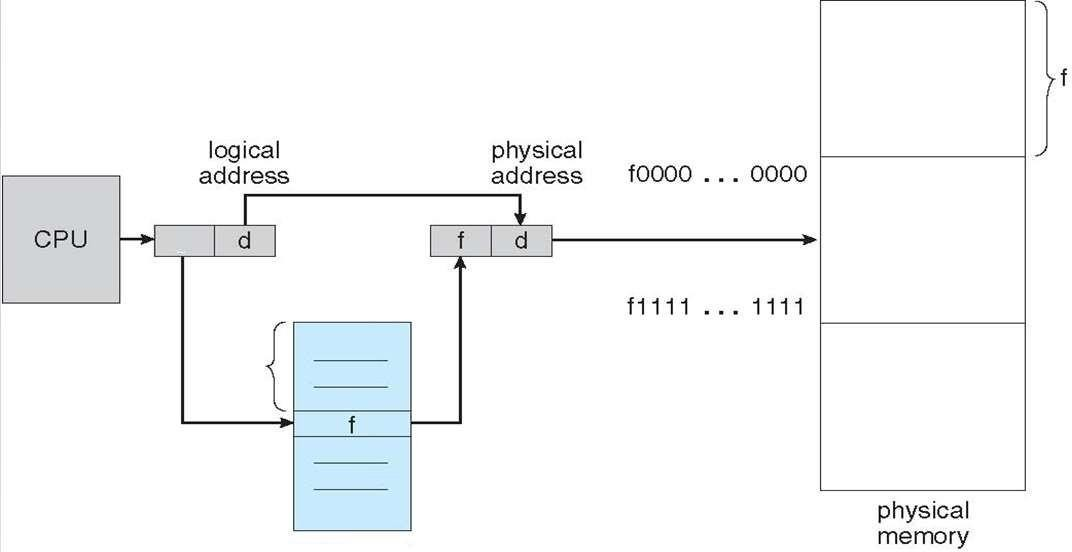 f
logical
address
physical
address
f0000 ... 0000
CPU
d
f
d
f1111 ... 1111
f
physical
memory